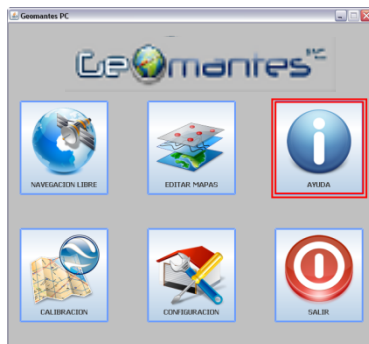 Geomantes PC
Geomantes PC
NAVEGACION LIBRE
EDITAR MAPAS
AYUDA
CALIBRACION
CONFIGURACION
SALIR